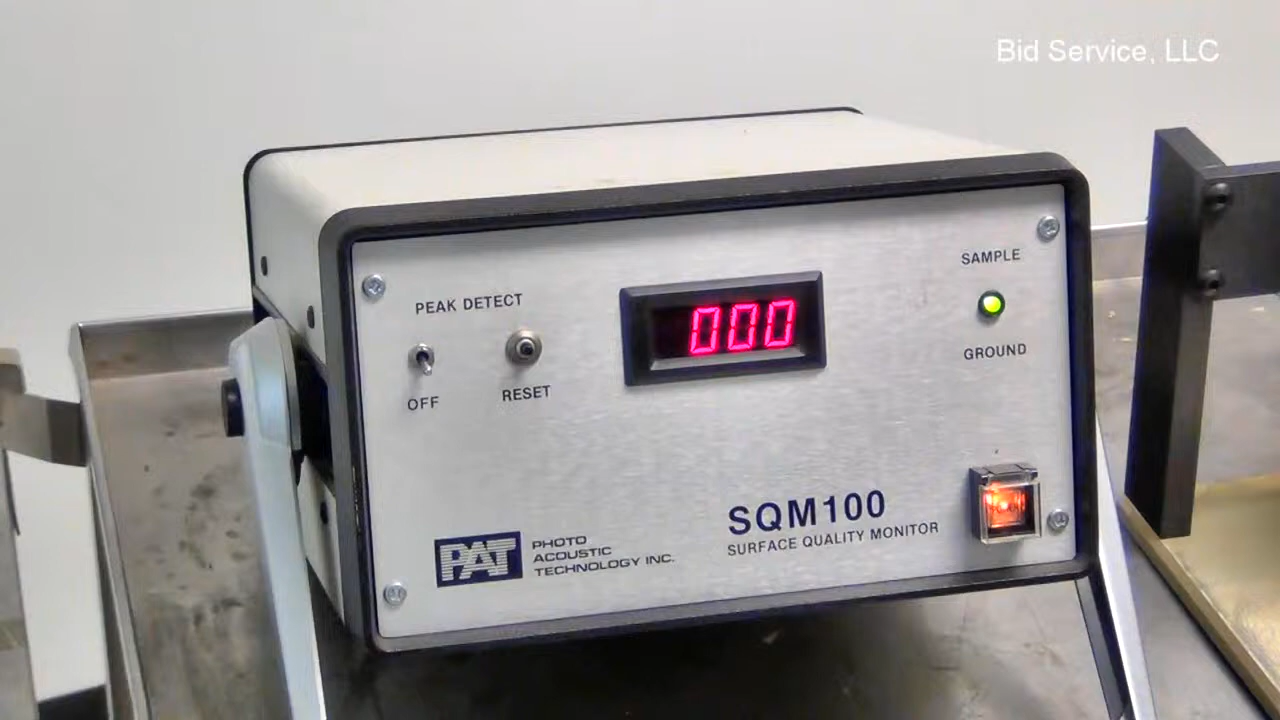 Bid Service, LLC
PEAK DETECT
OFF
RESET
000
SAMPLE
GROUND
SQM100
SURFACE QUALITY MONITOR
PAT
PHOTO
ACOUSTIC
TECHNOLOGY INC.